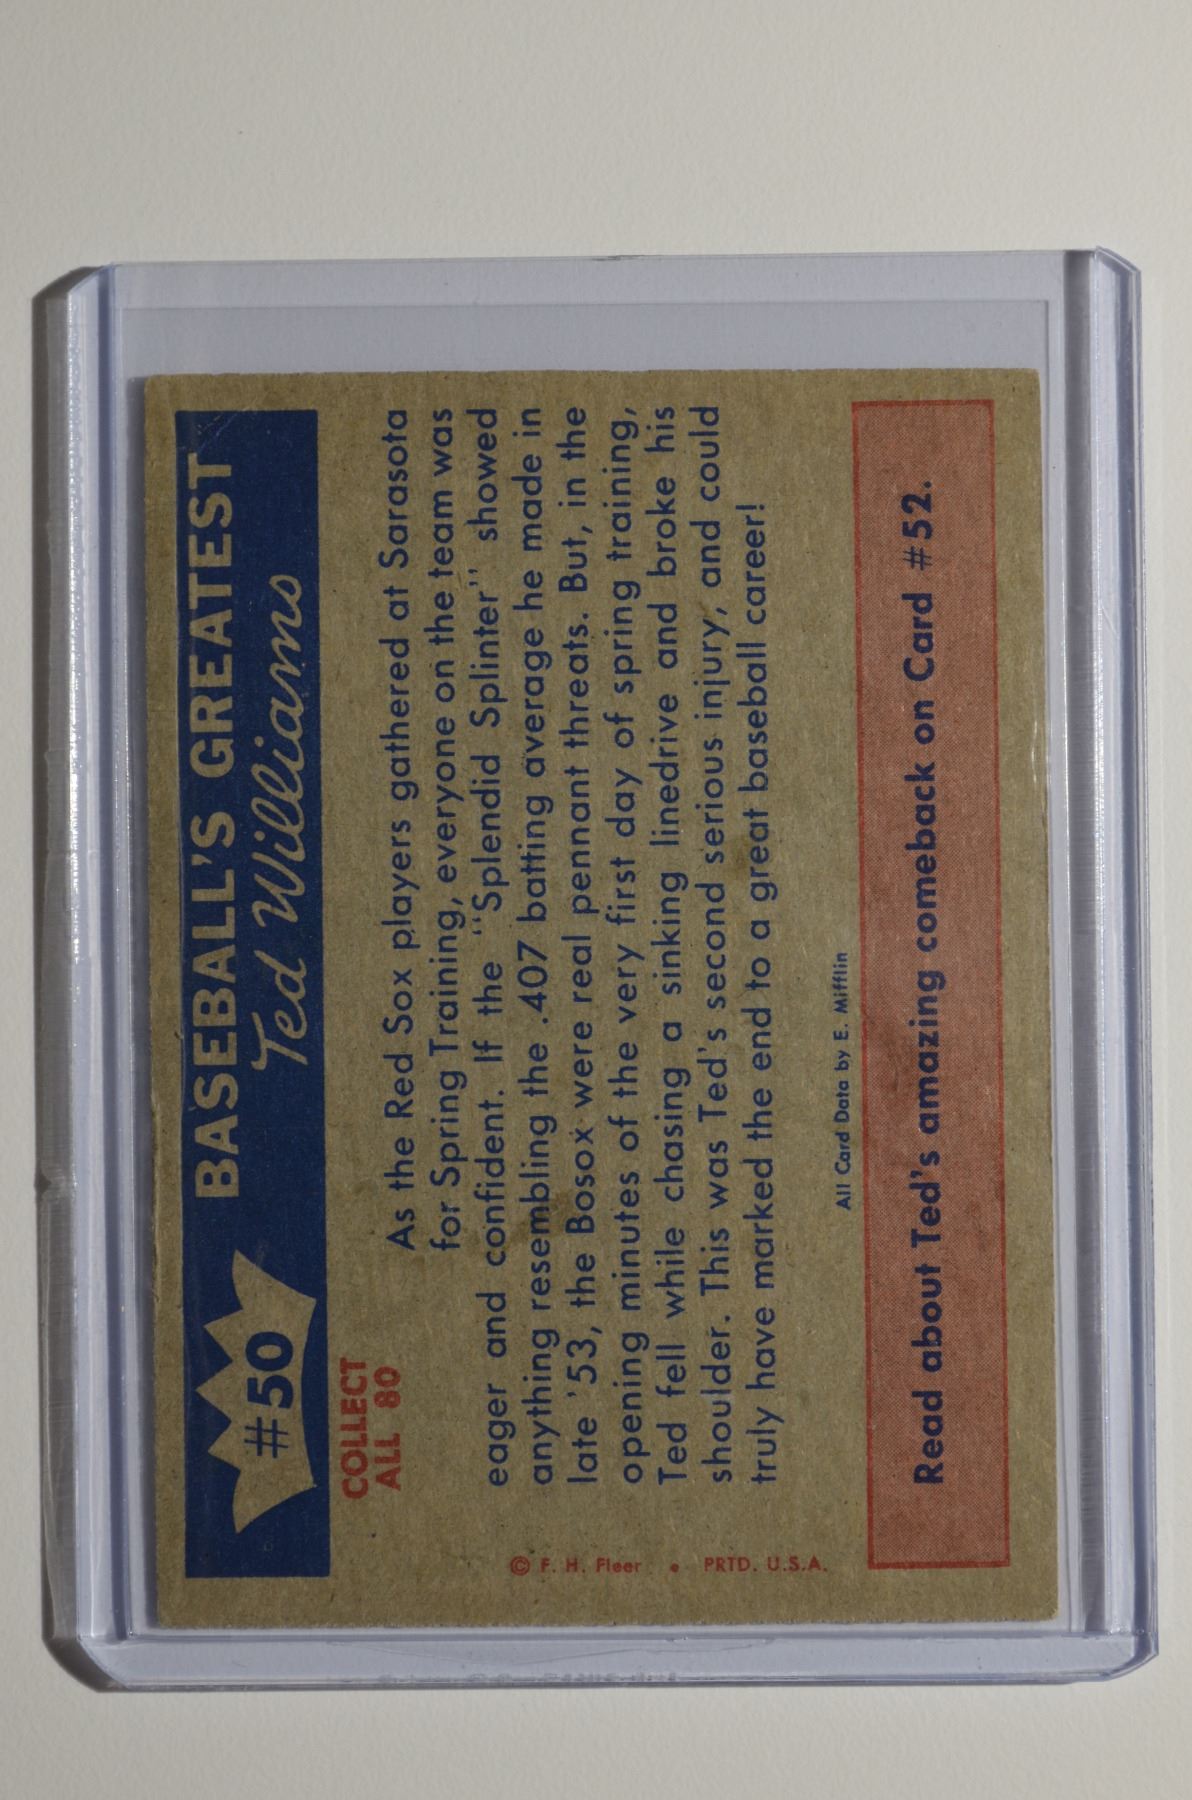 #50
BASEBALL'S GREATEST
Ted Williams
COLLECT
ALL 80
As the Red Sox players gathered at Sarasota
for Spring Training, everyone on the team was
eager and confident. If the "Splendid Splinter" showed
anything resembling the .407 batting average he made in
late '53, the Bosox were real pennant threats. But, in the
opening minutes of the very first day of spring training,
Ted fell while chasing a sinking linedrive and broke his
shoulder. This was Ted's second serious injury, and could
truly have marked the end to a great baseball career!
© F. H. Fleer • PRTD. U.S.A.
All Card Data by E. Mifflin
Read about Ted's amazing comeback on Card #52.